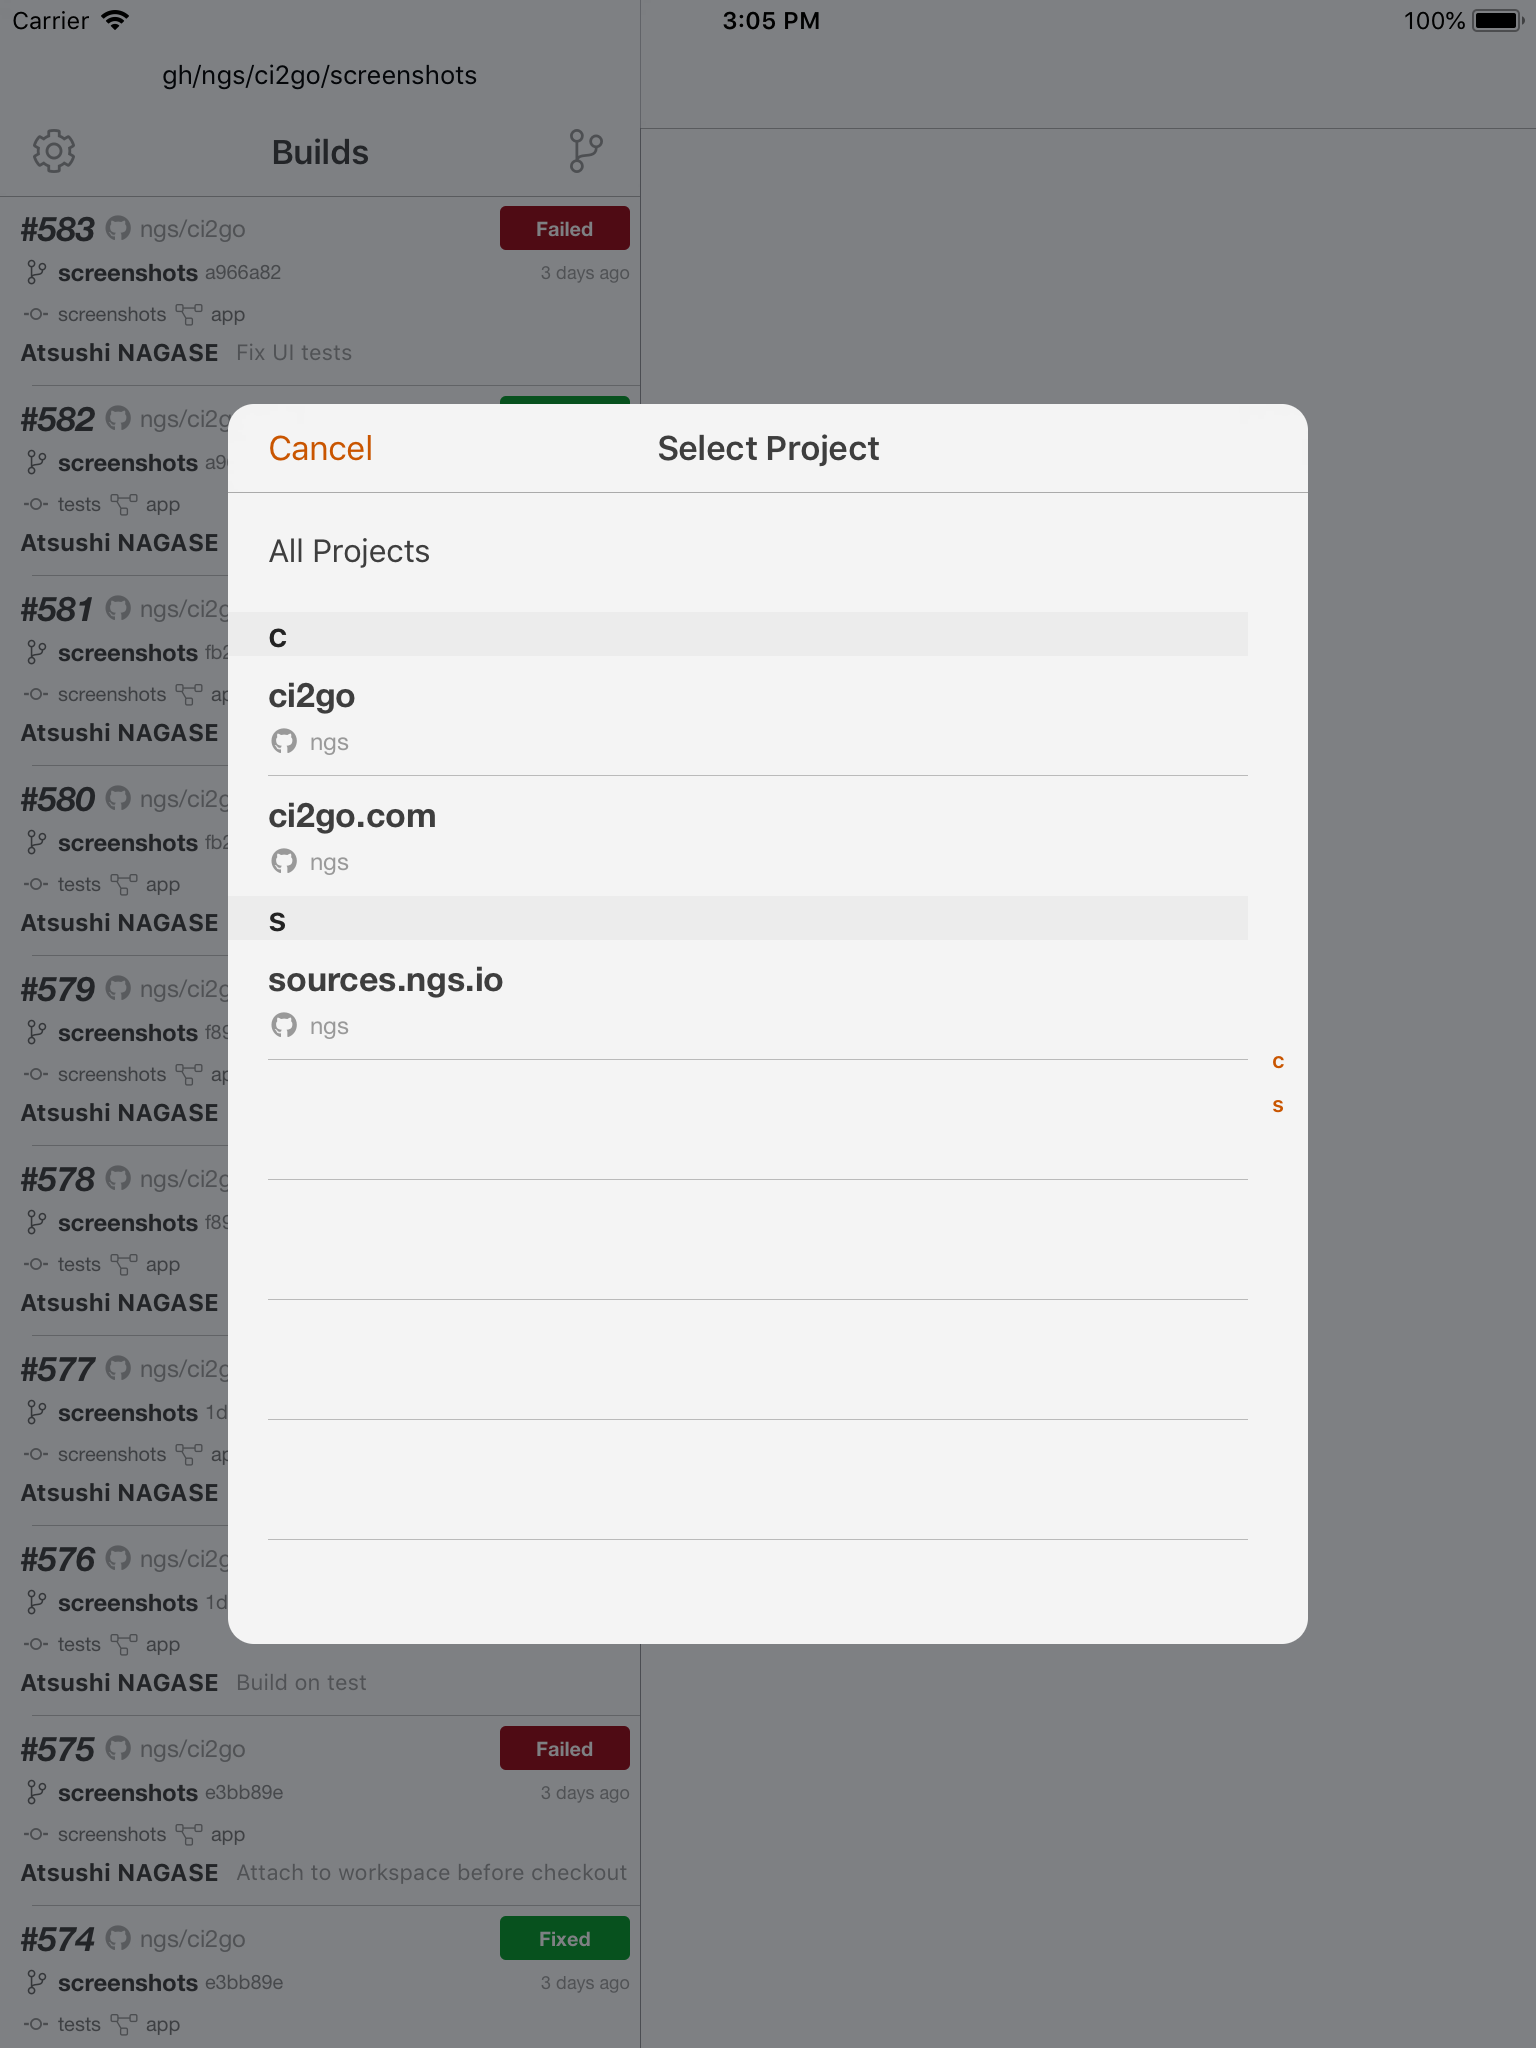 Carrier 3:05 PM 100%
gh/ngs/ci2go/screenshots
Builds
#583 ngs/ci2go Failed
screenshots a966a82 3 days ago
screenshots app
Atsushi NAGASE Fix UI tests
#582 ngs/ci2g
screenshots
tests app
Atsushi NAGASE
#581 ngs/ci2g
screenshots fb2
screenshots
Atsushi NAGASE
#580 ngs/ci2g
screenshots fb2
tests app
Atsushi NAGASE
#579 ngs/ci2g
screenshots f89
screenshots
Atsushi NAGASE
#578 ngs/ci2g
screenshots f89
tests app
Atsushi NAGASE
#577 ngs/ci2g
screenshots 1d
screenshots
Atsushi NAGASE
#576 ngs/ci2g
screenshots 1d
tests app
Atsushi NAGASE Build on test
#575 ngs/ci2go Failed
screenshots e3bb89e 3 days ago
screenshots app
Atsushi NAGASE Attach to workspace before checkout
#574 ngs/ci2go Fixed
screenshots e3bb89e 3 days ago
tests app
Cancel Select Project
All Projects
c
ci2go
ngs
ci2go.com
ngs
s
sources.ngs.io
ngs
c
s